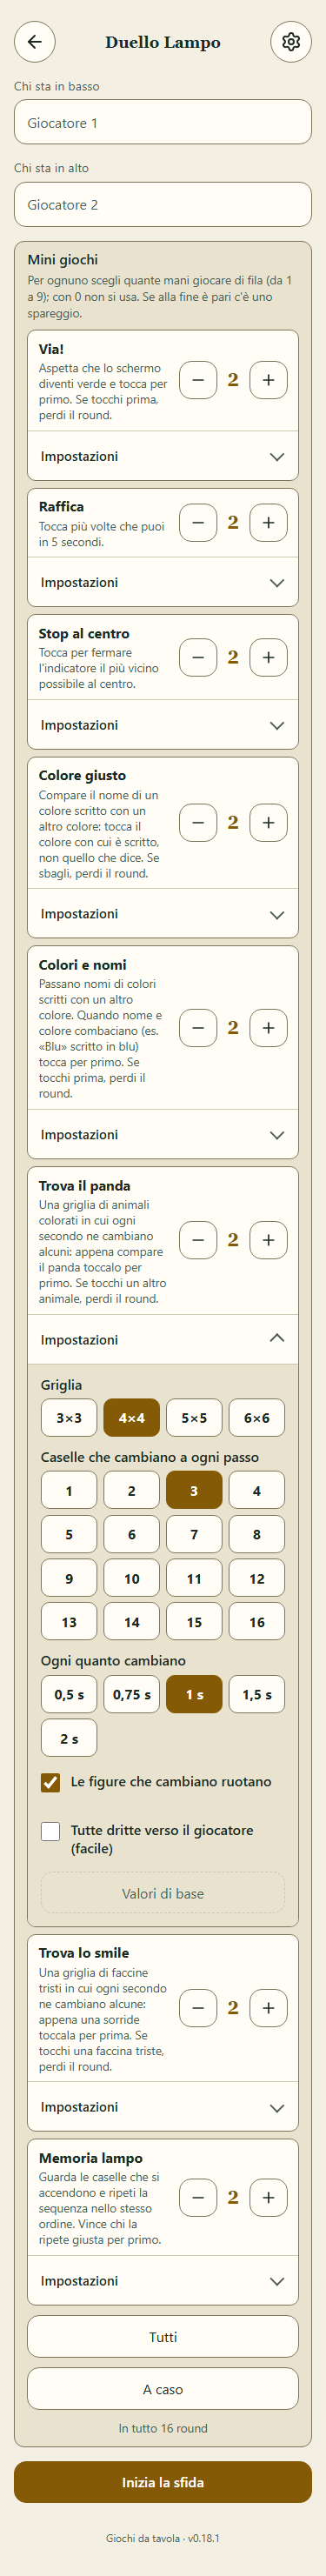 Duello Lampo
Chi sta in basso
Giocatore 1
Chi sta in alto
Giocatore 2
Mini giochi
Per ognuno scegli quante mani giocare di fila (da 1
a 9); con 0 non si usa. Se alla fine è pari c'è uno
spareggio.
Via!
Aspetta che lo schermo
diventi verde e tocca per
primo. Se tocchi prima,
perdi il round.
− 2 +
Impostazioni
Raffica
Tocca più volte che puoi
in 5 secondi.
− 2 +
Impostazioni
Stop al centro
Tocca per fermare
l'indicatore il più vicino
possibile al centro.
− 2 +
Impostazioni
Colore giusto
Compare il nome di un
colore scritto con un
altro colore: tocca il
colore con cui è scritto,
non quello che dice. Se
sbagli, perdi il round.
− 2 +
Impostazioni
Colori e nomi
Passano nomi di colori
scritti con un altro
colore. Quando nome e
colore combaciano (es.
«Blu» scritto in blu)
tocca per primo. Se
tocchi prima, perdi il
round.
− 2 +
Impostazioni
Trova il panda
Una griglia di animali
colorati in cui ogni
secondo ne cambiano
alcuni: appena compare
il panda toccalo per
primo. Se tocchi un altro
animale, perdi il round.
− 2 +
Impostazioni
Griglia
3×3 4×4 5×5 6×6
Caselle che cambiano a ogni passo
1 2 3 4
5 6 7 8
9 10 11 12
13 14 15 16
Ogni quanto cambiano
0,5 s 0,75 s 1 s 1,5 s
2 s
Le figure che cambiano ruotano
Tutte dritte verso il giocatore
(facile)
Valori di base
Trova lo smile
Una griglia di faccine
tristi in cui ogni secondo
ne cambiano alcune:
appena una sorride
toccala per prima. Se
tocchi una faccina triste,
perdi il round.
− 2 +
Impostazioni
Memoria lampo
Guarda le caselle che si
accendono e ripeti la
sequenza nello stesso
ordine. Vince chi la
ripete giusta per primo.
− 2 +
Impostazioni
Tutti
A caso
In tutto 16 round
Inizia la sfida
Giochi da tavola · v0.18.1